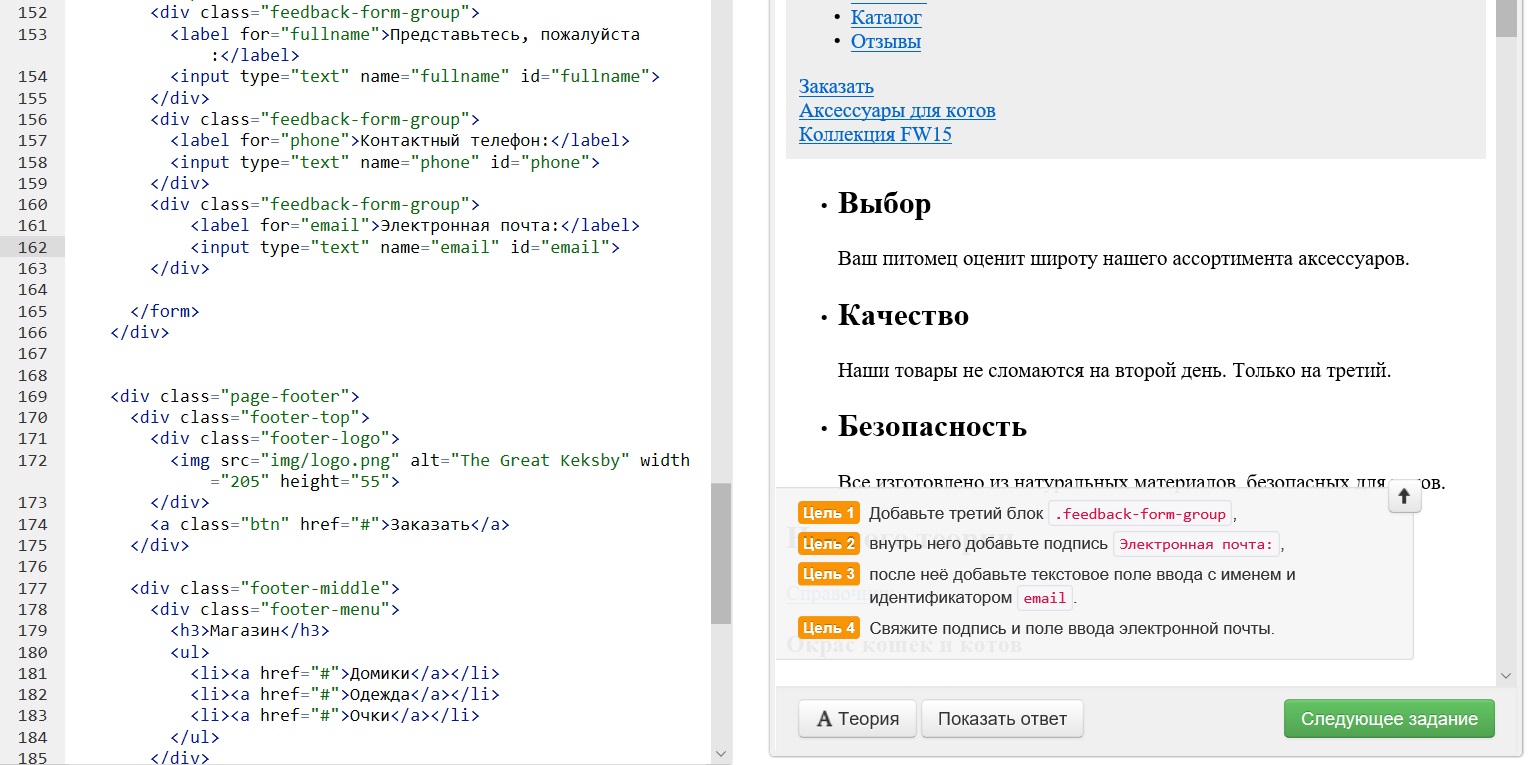 152 <div class="feedback-form-group">
153 <label for="fullname">Представьтесь, пожалуйста
:</label>
154 <input type="text" name="fullname" id="fullname">
155 </div>
156 <div class="feedback-form-group">
157 <label for="phone">Контактный телефон:</label>
158 <input type="text" name="phone" id="phone">
159 </div>
160 <div class="feedback-form-group">
161 <label for="email">Электронная почта:</label>
162 <input type="text" name="email" id="email">
163 </div>
164
165 </form>
166 </div>
167
168
169 <div class="page-footer">
170 <div class="footer-top">
171 <div class="footer-logo">
172 <img src="img/logo.png" alt="The Great Keksby" width
="205" height="55">
173 </div>
174 <a class="btn" href="#">Заказать</a>
175 </div>
176
177 <div class="footer-middle">
178 <div class="footer-menu">
179 <h3>Магазин</h3>
180 <ul>
181 <li><a href="#">Домики</a></li>
182 <li><a href="#">Одежда</a></li>
183 <li><a href="#">Очки</a></li>
184 </ul>
185 </div>
• Каталог
• Отзывы
Заказать
Аксессуары для котов
Коллекция FW15
• Выбор
Ваш питомец оценит широту нашего ассортимента аксессуаров.
• Качество
Наши товары не сломаются на второй день. Только на третий.
• Безопасность
Все изготовлено из натуральных материалов, безопасных для котов.
Цель 1 Добавьте третий блок .feedback-form-group,
Цель 2 внутрь него добавьте подпись Электронная почта:,
Цель 3 после неё добавьте текстовое поле ввода с именем и
идентификатором email.
Цель 4 Свяжите подпись и поле ввода электронной почты.
Окрас кошек и котов
A Теория
Показать ответ
Следующее задание